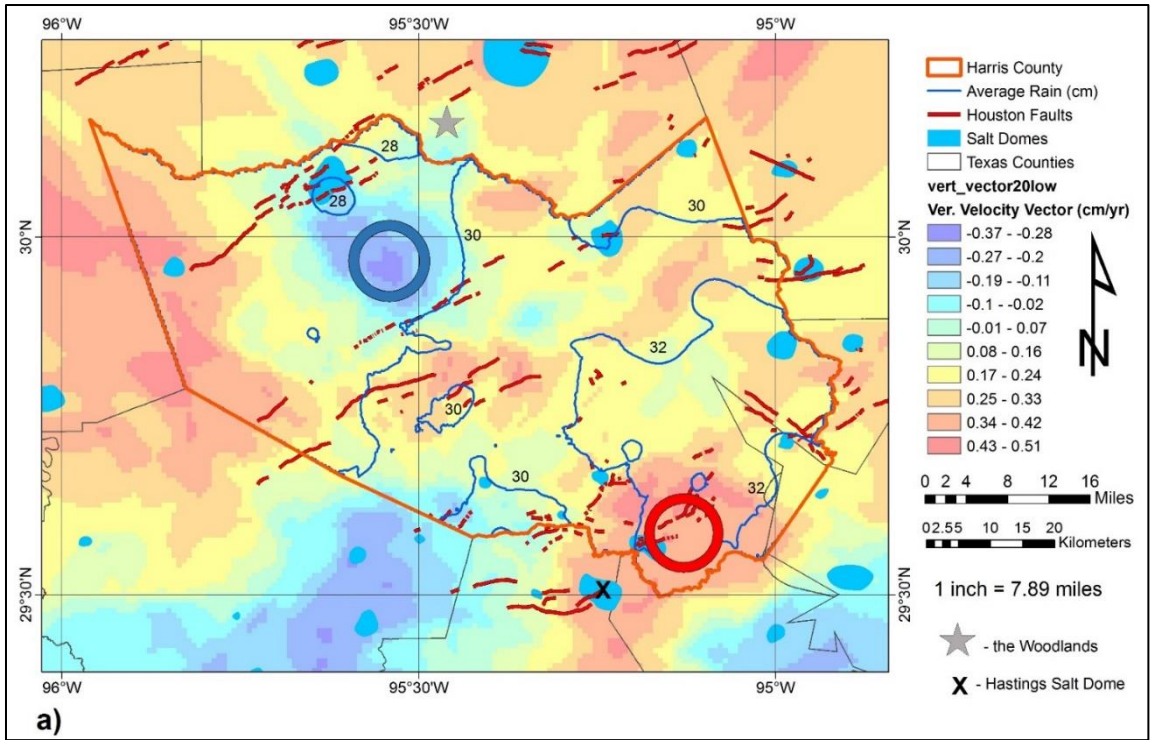 96°W 95°30'W 95°W
Harris County
Average Rain (cm)
Houston Faults
Salt Domes
Texas Counties
vert_vector20low
Ver. Velocity Vector (cm/yr)
-0.37 - -0.28
-0.27 - -0.2
-0.19 - -0.11
-0.1 - -0.02
-0.01 - 0.07
0.08 - 0.16
0.17 - 0.24
0.25 - 0.33
0.34 - 0.42
0.43 - 0.51
N
0 2 4 8 12 16
Miles
02.55 10 15 20
Kilometers
1 inch = 7.89 miles
- the Woodlands
X - Hastings Salt Dome
28
28
30
30
32
30
30
32
X
30°N
30°N
29°30'N
29°30'N
96°W 95°30'W 95°W
a)